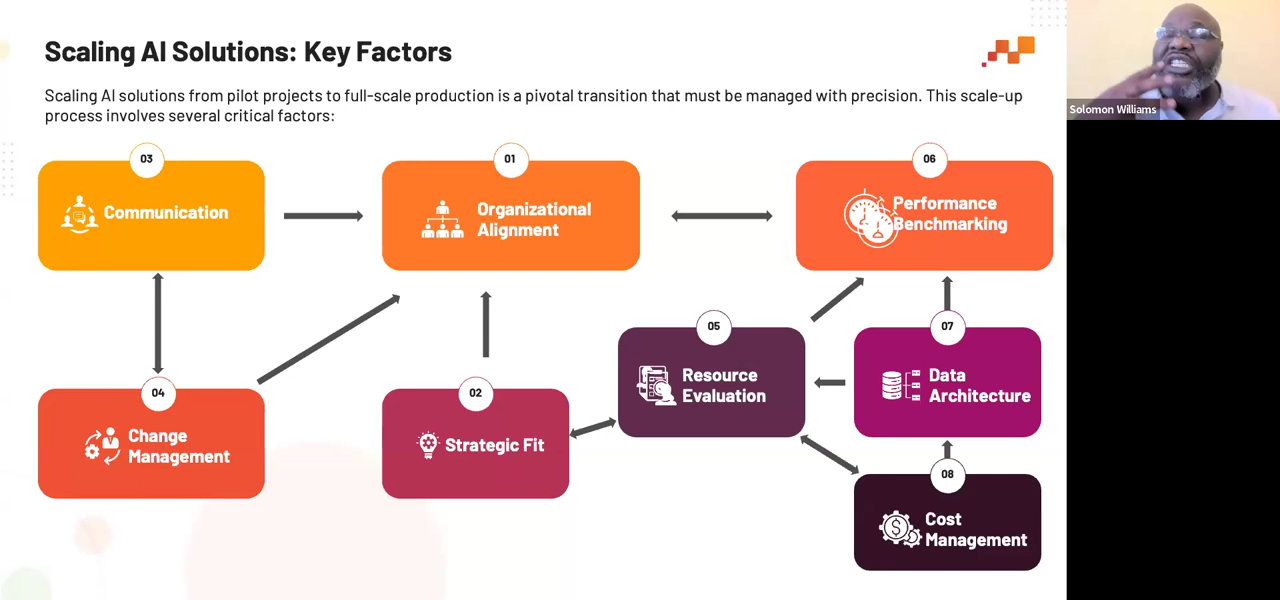 Scaling AI Solutions: Key Factors
Scaling AI solutions from pilot projects to full-scale production is a pivotal transition that must be managed with precision. This scale-up
process involves several critical factors:
Solomon Williams
03
Communication
01
Organizational
Alignment
06
Performance
Benchmarking
04
Change
Management
02
Strategic Fit
05
Resource
Evaluation
07
Data
Architecture
08
Cost
Management